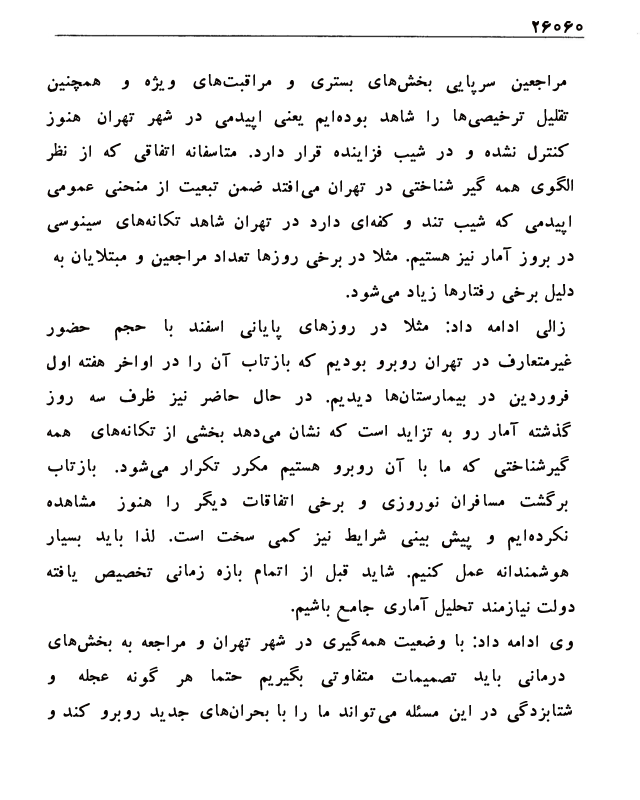 ۲۶۰۶۰
مراجعین سرپایی بخش‌های بستری و مراقبت‌های ویژه و همچنین
تقلیل ترخیصی‌ها را شاهد بوده‌ایم یعنی اپیدمی در شهر تهران هنوز
کنترل نشده و در شیب فزاینده قرار دارد. متاسفانه اتفاقی که از نظر
الگوی همه گیر شناختی در تهران می‌افتد ضمن تبعیت از منحنی عمومی
اپیدمی که شیب تند و کفه‌ای دارد در تهران شاهد تکانه‌های سینوسی
در بروز آمار نیز هستیم. مثلا در برخی روزها تعداد مراجعین و مبتلایان به
دلیل برخی رفتارها زیاد می‌شود.
زالی ادامه داد: مثلا در روزهای پایانی اسفند با حجم حضور
غیرمتعارف در تهران روبرو بودیم که بازتاب آن را در اواخر هفته اول
فروردین در بیمارستان‌ها دیدیم. در حال حاضر نیز ظرف سه روز
گذشته آمار رو به تزاید است که نشان می‌دهد بخشی از تکانه‌های همه
گیرشناختی که ما با آن روبرو هستیم مکرر تکرار می‌شود. بازتاب
برگشت مسافران نوروزی و برخی اتفاقات دیگر را هنوز مشاهده
نکرده‌ایم و پیش بینی شرایط نیز کمی سخت است. لذا باید بسیار
هوشمندانه عمل کنیم. شاید قبل از اتمام بازه زمانی تخصیص یافته
دولت نیازمند تحلیل آماری جامع باشیم.
وی ادامه داد: با وضعیت همه‌گیری در شهر تهران و مراجعه به بخش‌های
درمانی باید تصمیمات متفاوتی بگیریم حتما هر گونه عجله و
شتابزدگی در این مسئله می‌تواند ما را با بحران‌های جدید روبرو کند و